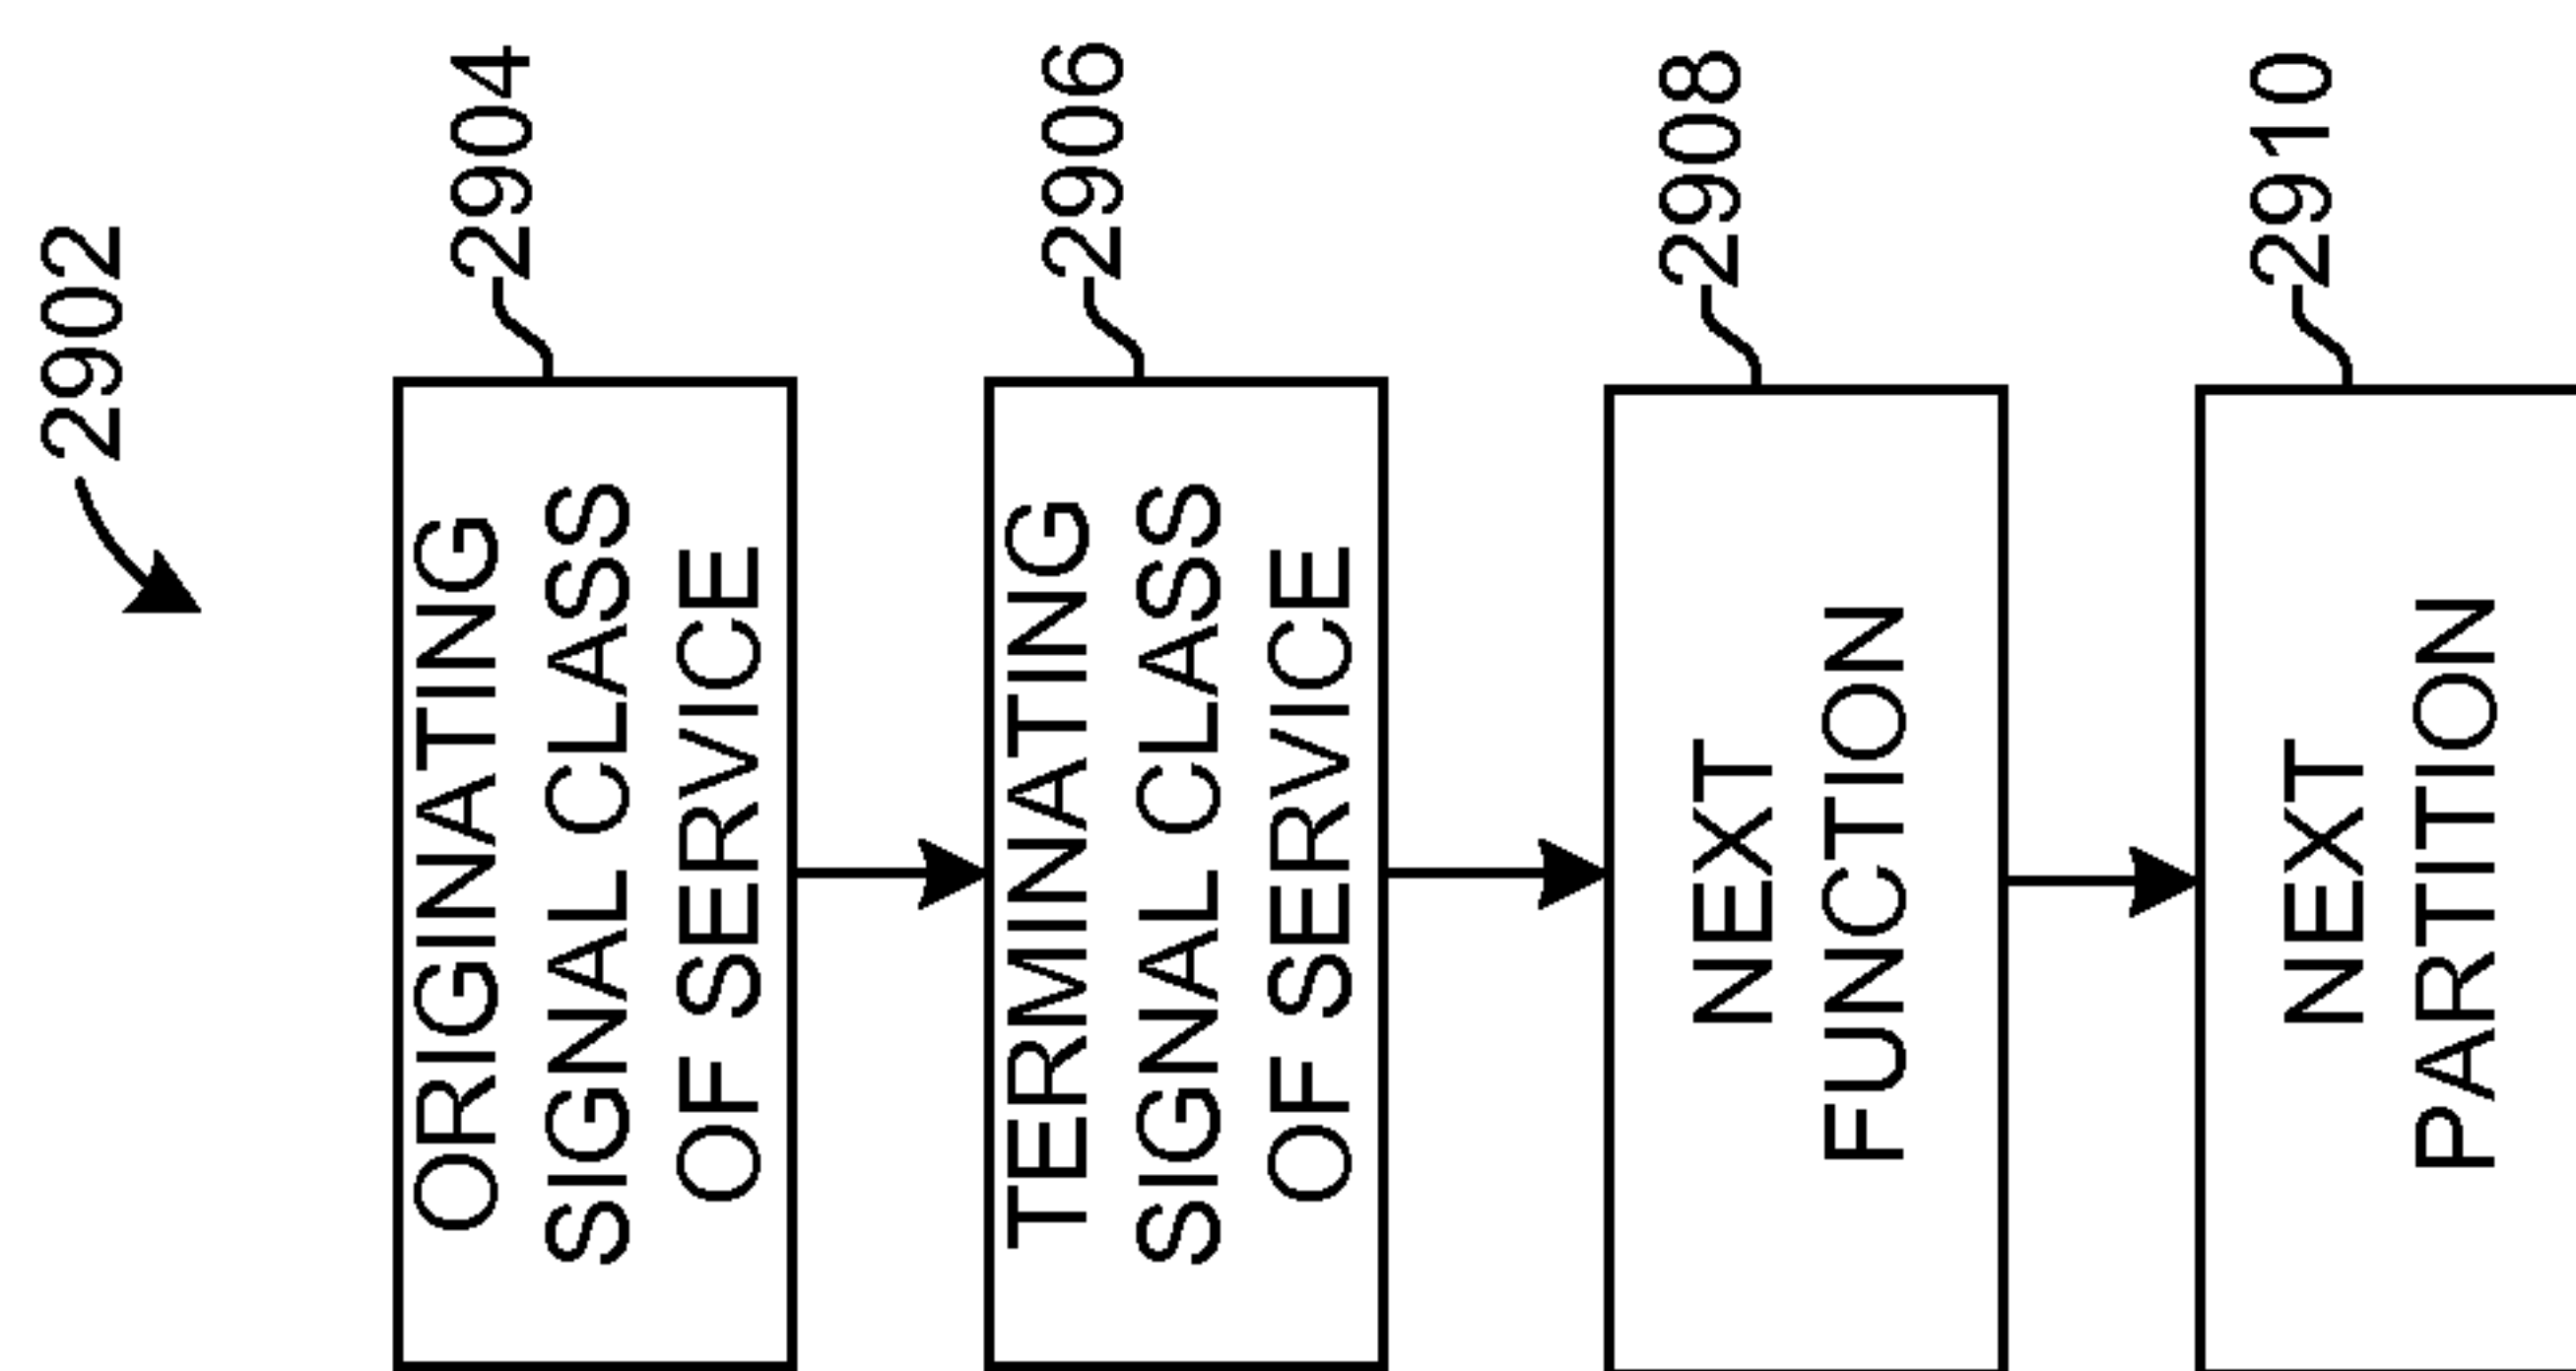 2902
2904
ORIGINATING
SIGNAL CLASS
OF SERVICE
2906
TERMINATING
SIGNAL CLASS
OF SERVICE
2908
NEXT
FUNCTION
2910
NEXT
PARTITION